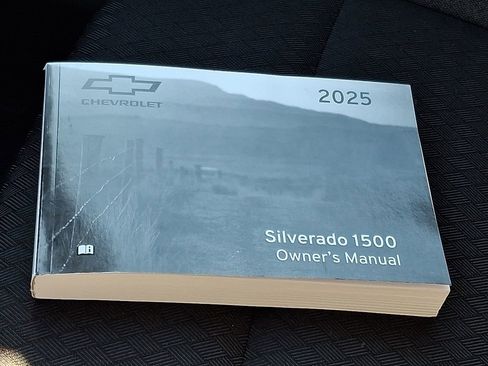 CHEVROLET
2025
Silverado 1500
Owner's Manual